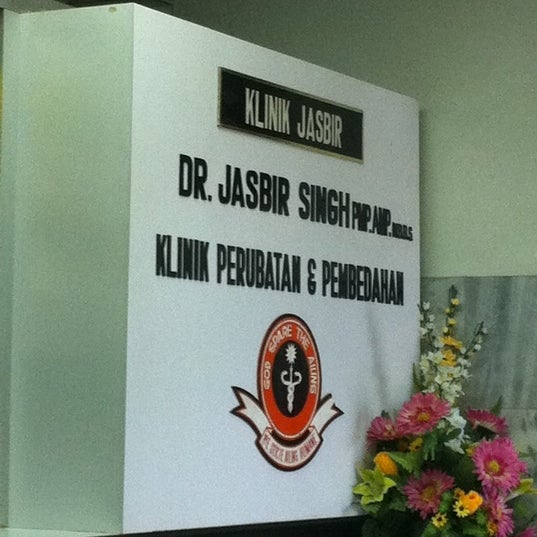 KLINIK JASBIR
DR. JASBIR SINGH PMP.AMP.
KLINIK PERUBATAN & PEMBEDAHAN
GOD SPARE THE AILING